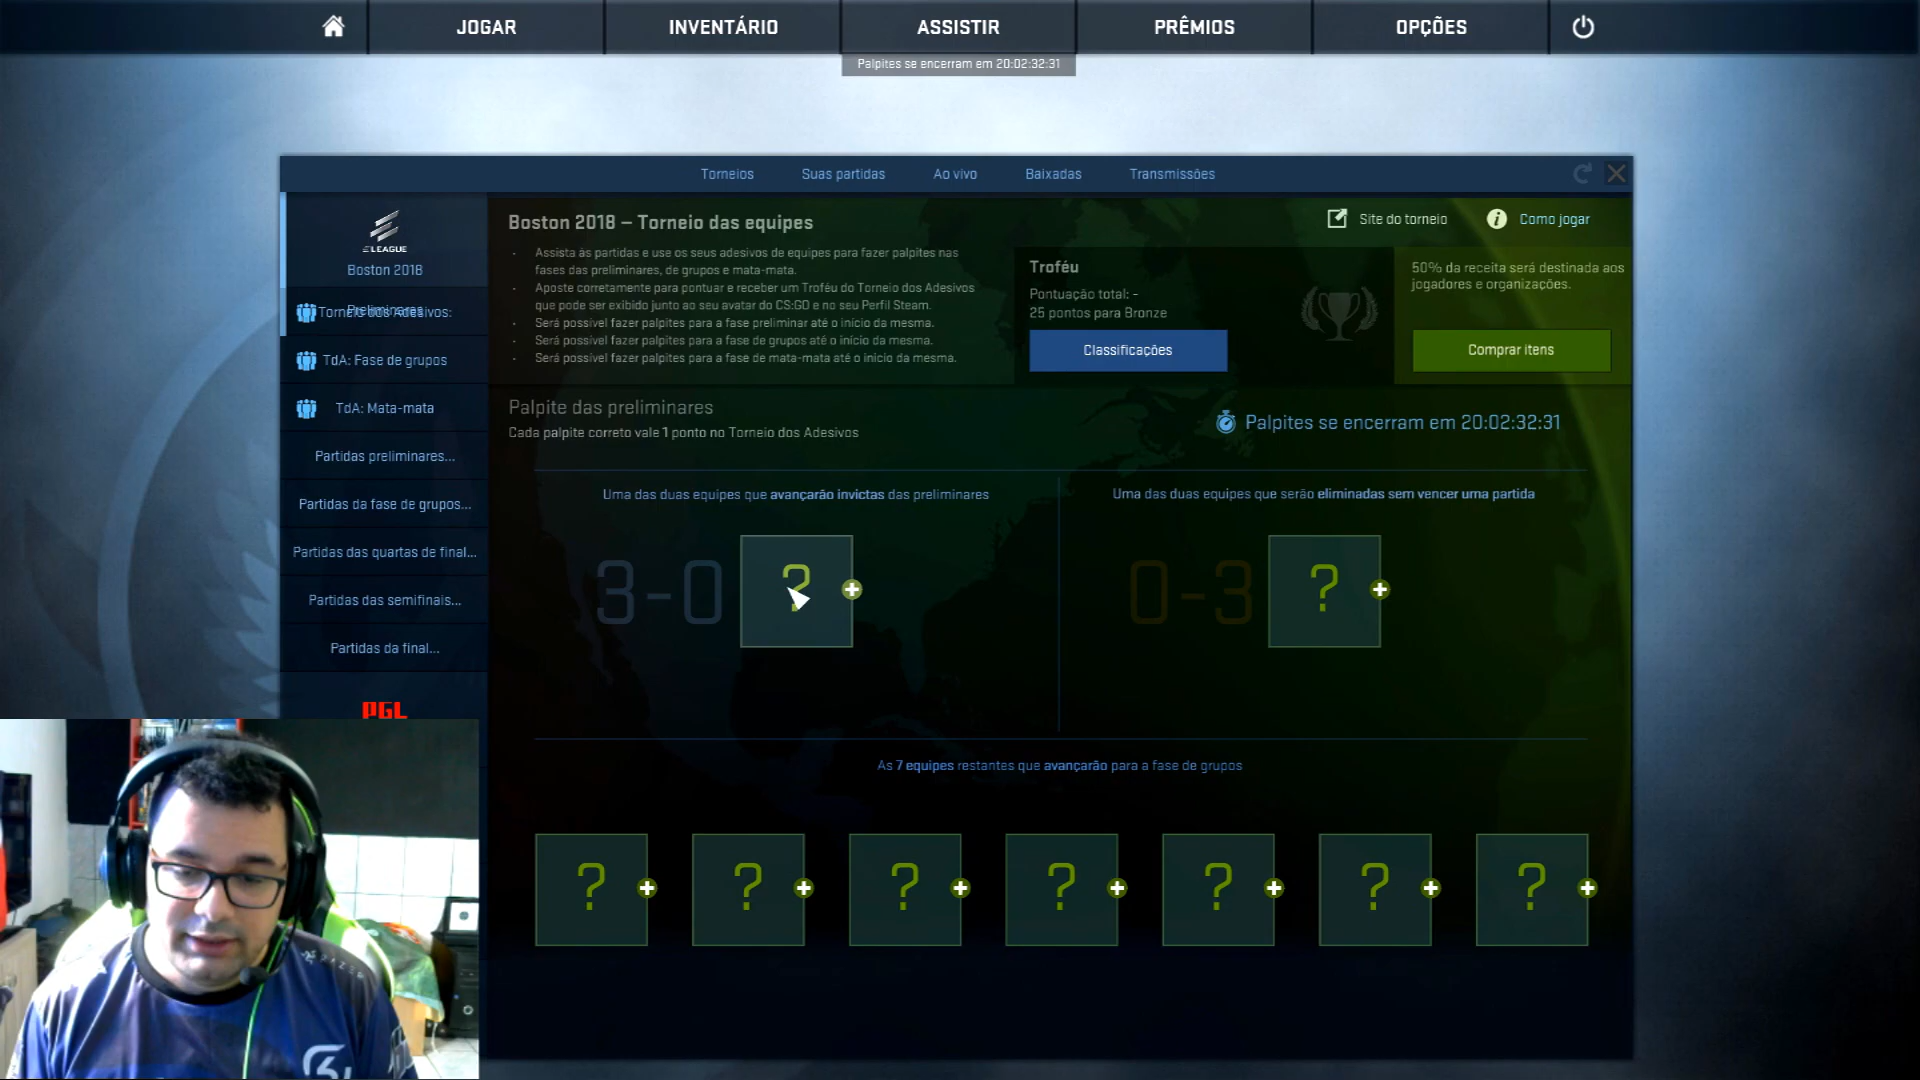 JOGAR
INVENTÁRIO
ASSISTIR
PRÊMIOS
OPÇÕES
Palpites se encerram em 20:02:32:31
Torneios
Suas partidas
Ao vivo
Baixadas
Transmissões
ELEAGUE
Boston 2018
Preliminares
Torneio dos Adesivos:
TdA: Fase de grupos
TdA: Mata-mata
Partidas preliminares...
Partidas da fase de grupos...
Partidas das quartas de final...
Partidas das semifinais...
Partidas da final...
PGL
Boston 2018 – Torneio das equipes
Site do torneio
Como jogar
- Assista às partidas e use os seus adesivos de equipes para fazer palpites nas
fases das preliminares, de grupos e mata-mata.
- Aposte corretamente para pontuar e receber um Troféu do Torneio dos Adesivos
que pode ser exibido junto ao seu avatar do CS:GO e no seu Perfil Steam.
- Será possível fazer palpites para a fase preliminar até o início da mesma.
- Será possível fazer palpites para a fase de grupos até o início da mesma.
- Será possível fazer palpites para a fase de mata-mata até o início da mesma.
Troféu
Pontuação total: -
25 pontos para Bronze
Classificações
50% da receita será destinada aos
jogadores e organizações.
Comprar itens
Palpite das preliminares
Cada palpite correto vale 1 ponto no Torneio dos Adesivos
Palpites se encerram em 20:02:32:31
Uma das duas equipes que avançarão invictas das preliminares
3-0
?
Uma das duas equipes que serão eliminadas sem vencer uma partida
0-3
?
As 7 equipes restantes que avançarão para a fase de grupos
? ? ? ? ? ? ?
RAZER
SK